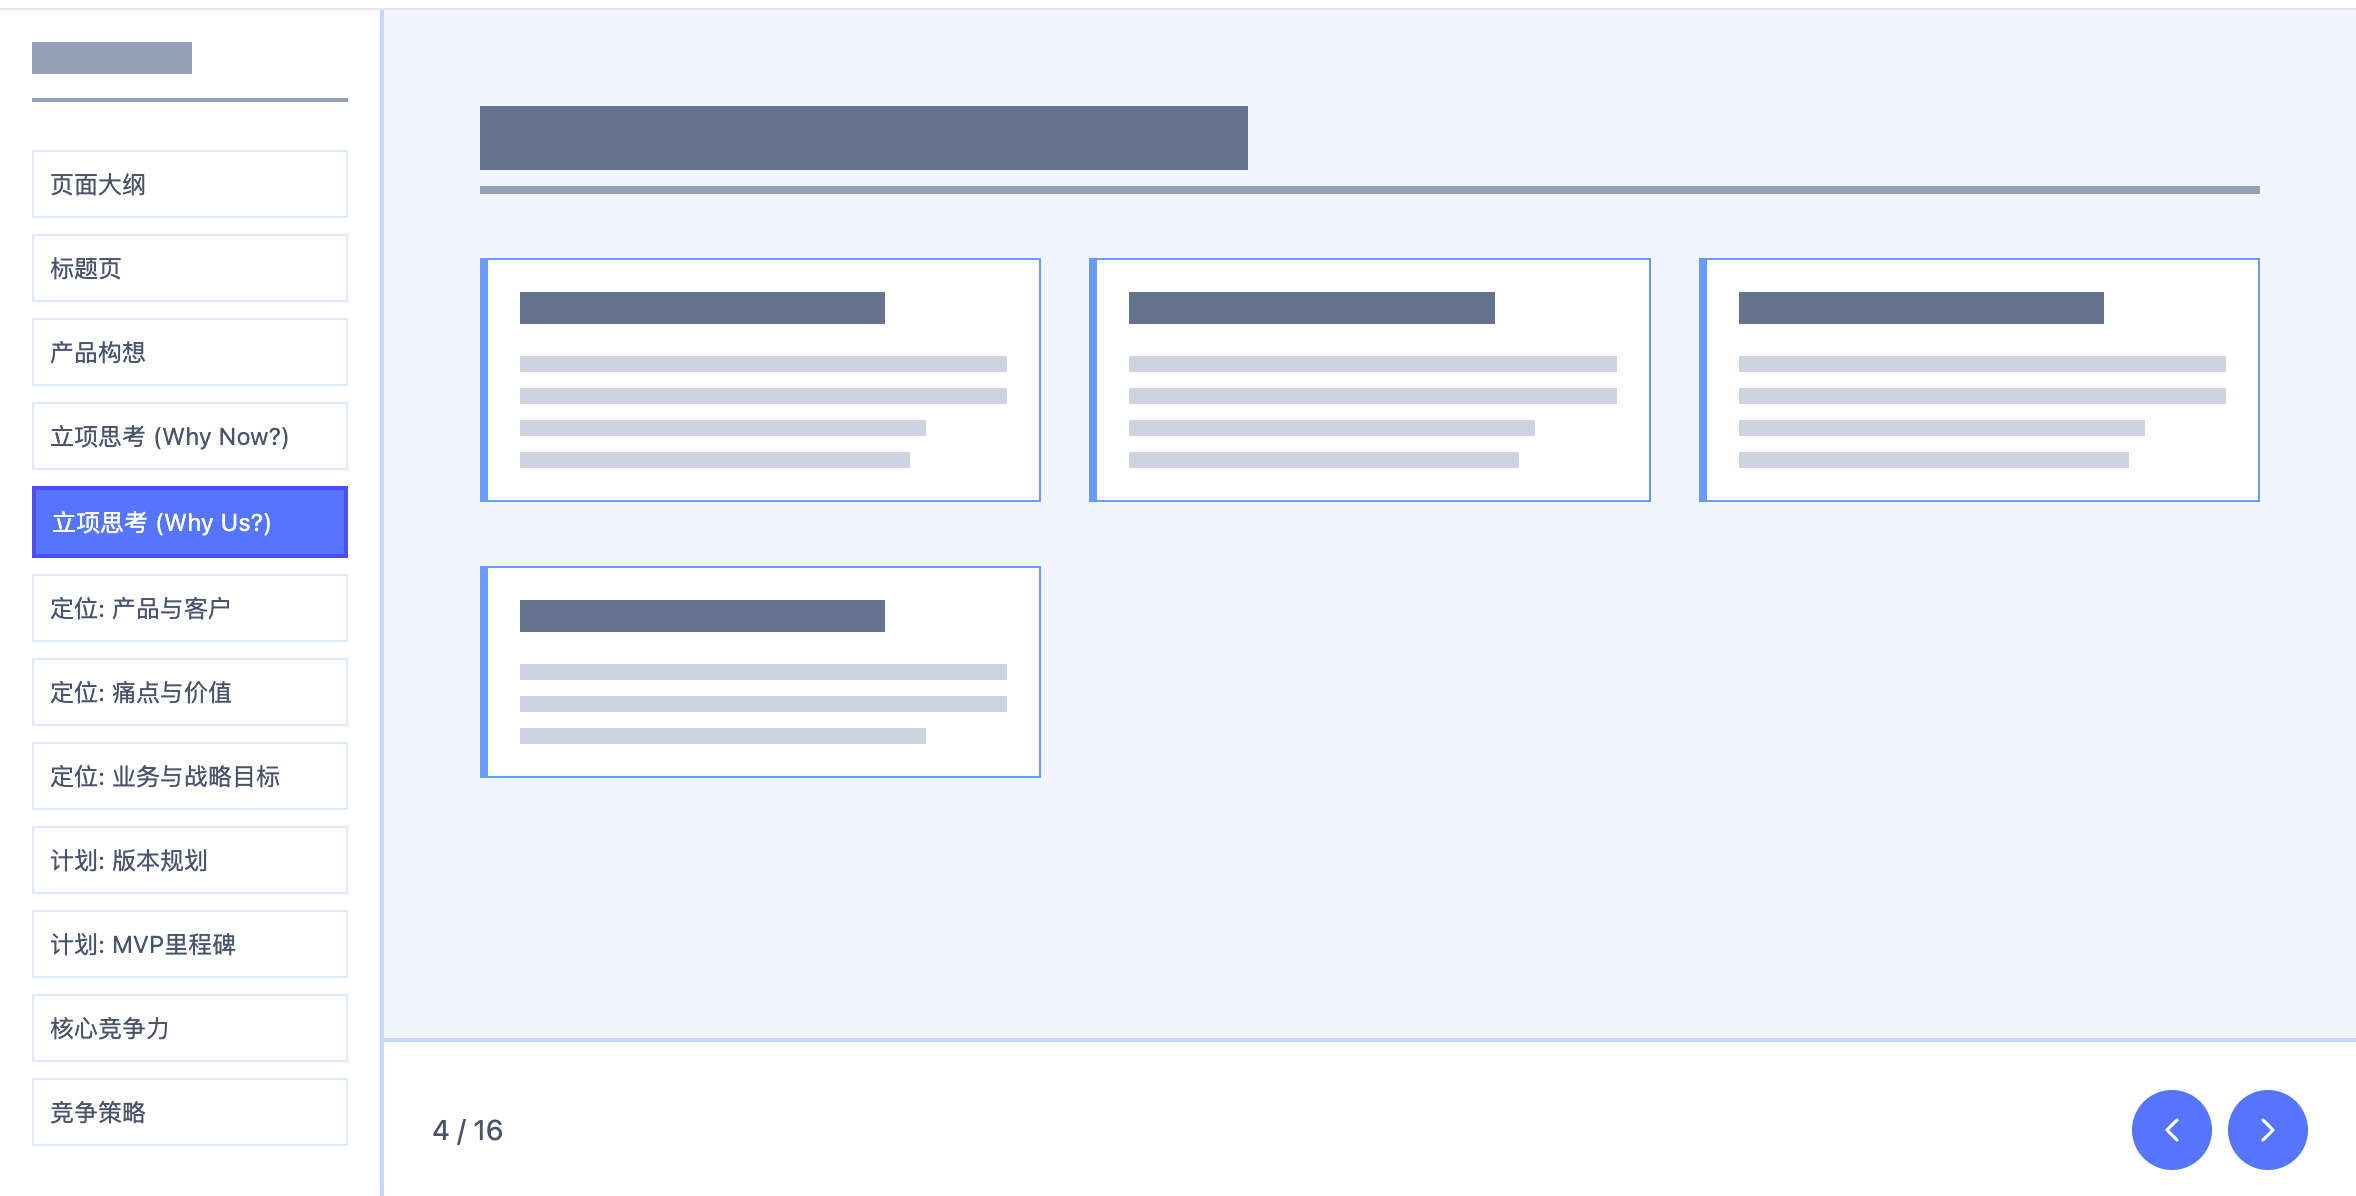 页面大纲
标题页
产品构想
立项思考 (Why Now?)
立项思考 (Why Us?)
定位: 产品与客户
定位: 痛点与价值
定位: 业务与战略目标
计划: 版本规划
计划: MVP里程碑
核心竞争力
竞争策略
4 / 16